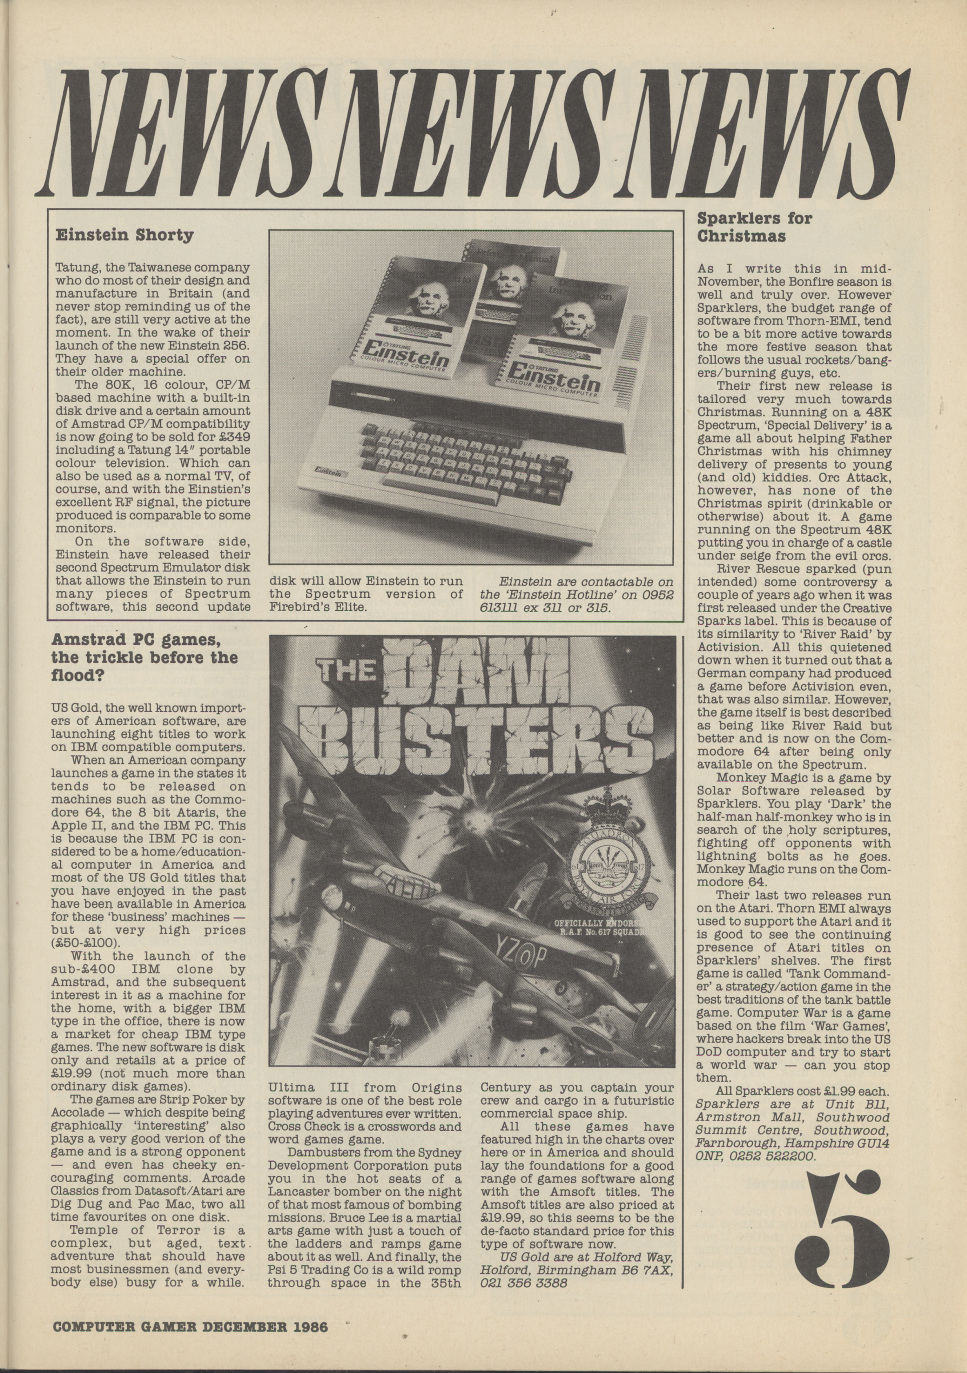 NEWS NEWS NEWS
Einstein Shorty
Tatung, the Taiwanese company
who do most of their design and
manufacture in Britain (and
never stop reminding us of the
fact), are still very active at the
moment. In the wake of their
launch of the new Einstein 256.
They have a special offer on
their older machine.
The 80K, 16 colour, CP/M
based machine with a built-in
disk drive and a certain amount
of Amstrad CP/M compatibility
is now going to be sold for £349
including a Tatung 14" portable
colour television. Which can
also be used as a normal TV, of
course, and with the Einstien's
excellent RF signal, the picture
produced is comparable to some
monitors.
On the software side,
Einstein have released their
second Spectrum Emulator disk
that allows the Einstein to run
many pieces of Spectrum
software, this second update
TATUNG
Einstein
COLOUR MICRO COMPUTER
TATUNG
Einstein
COLOUR MICRO COMPUTER
Einstein
disk will allow Einstein to run
the Spectrum version of
Firebird's Elite.
Einstein are contactable on
the 'Einstein Hotline' on 0952
613111 ex 311 or 315.
Amstrad PC games,
the trickle before the
flood?
US Gold, the well known import-
ers of American software, are
launching eight titles to work
on IBM compatible computers.
When an American company
launches a game in the states it
tends to be released on
machines such as the Commo-
dore 64, the 8 bit Ataris, the
Apple II, and the IBM PC. This
is because the IBM PC is con-
sidered to be a home/education-
al computer in America and
most of the US Gold titles that
you have enjoyed in the past
have been available in America
for these 'business' machines —
but at very high prices
(£50-£100).
With the launch of the
sub-£400 IBM clone by
Amstrad, and the subsequent
interest in it as a machine for
the home, with a bigger IBM
type in the office, there is now
a market for cheap IBM type
games. The new software is disk
only and retails at a price of
£19.99 (not much more than
ordinary disk games).
The games are Strip Poker by
Accolade — which despite being
graphically 'interesting' also
plays a very good verion of the
game and is a strong opponent
— and even has cheeky en-
couraging comments. Arcade
Classics from Datasoft/Atari are
Dig Dug and Pac Mac, two all
time favourites on one disk.
Temple of Terror is a
complex, but aged, text
adventure that should have
most businessmen (and every-
body else) busy for a while.
THE DAM
BUSTERS
SQUADRON
ROYAL AIR FORCE
OFFICIALLY ENDORSE
R.A.F. No. 617 SQUAD
YZ P
Ultima III from Origins
software is one of the best role
playing adventures ever written.
Cross Check is a crosswords and
word games game.
Dambusters from the Sydney
Development Corporation puts
you in the hot seats of a
Lancaster bomber on the night
of that most famous of bombing
missions. Bruce Lee is a martial
arts game with just a touch of
the ladders and ramps game
about it as well. And finally, the
Psi 5 Trading Co is a wild romp
through space in the 35th
Century as you captain your
crew and cargo in a futuristic
commercial space ship.
All these games have
featured high in the charts over
here or in America and should
lay the foundations for a good
range of games software along
with the Amsoft titles. The
Amsoft titles are also priced at
£19.99, so this seems to be the
de-facto standard price for this
type of software now.
US Gold are at Holford Way,
Holford, Birmingham B6 7AX,
021 356 3388
Sparklers for
Christmas
As I write this in mid-
November, the Bonfire season is
well and truly over. However
Sparklers, the budget range of
software from Thorn-EMI, tend
to be a bit more active towards
the more festive season that
follows the usual rockets/bang-
ers/burning guys, etc.
Their first new release is
tailored very much towards
Christmas. Running on a 48K
Spectrum, 'Special Delivery' is a
game all about helping Father
Christmas with his chimney
delivery of presents to young
(and old) kiddies. Orc Attack,
however, has none of the
Christmas spirit (drinkable or
otherwise) about it. A game
running on the Spectrum 48K
putting you in charge of a castle
under seige from the evil orcs.
River Rescue sparked (pun
intended) some controversy a
couple of years ago when it was
first released under the Creative
Sparks label. This is because of
its similarity to 'River Raid' by
Activision. All this quietened
down when it turned out that a
German company had produced
a game before Activision even,
that was also similar. However,
the game itself is best described
as being like River Raid but
better and is now on the Com-
modore 64 after being only
available on the Spectrum.
Monkey Magic is a game by
Solar Software released by
Sparklers. You play 'Dark' the
half-man half-monkey who is in
search of the holy scriptures,
fighting off opponents with
lightning bolts as he goes.
Monkey Magic runs on the Com-
modore 64.
Their last two releases run
on the Atari. Thorn EMI always
used to support the Atari and it
is good to see the continuing
presence of Atari titles on
Sparklers' shelves. The first
game is called 'Tank Command-
er' a strategy/action game in the
best traditions of the tank battle
game. Computer War is a game
based on the film 'War Games',
where hackers break into the US
DoD computer and try to start
a world war — can you stop
them.
All Sparklers cost £1.99 each.
Sparklers are at Unit B11,
Armstron Mall, Southwood
Summit Centre, Southwood,
Farnborough, Hampshire GU14
0NP, 0252 522200.
5
COMPUTER GAMER DECEMBER 1986